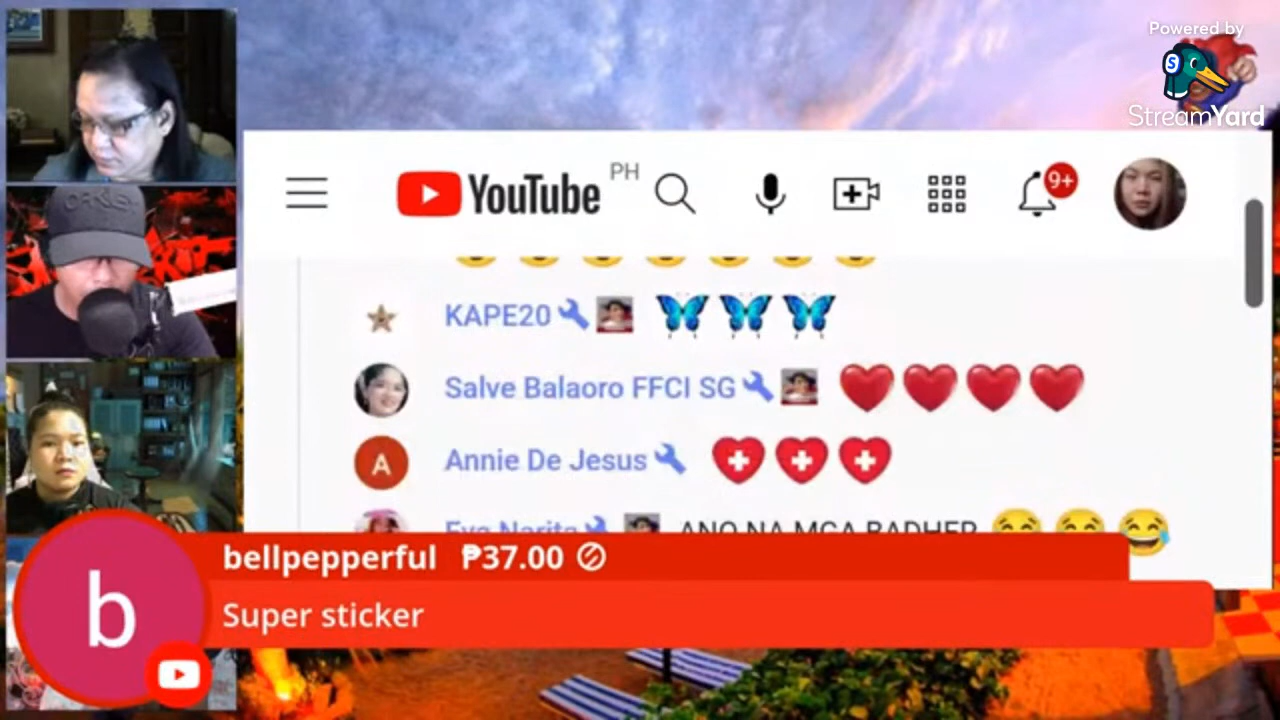 Powered by
StreamYard
OAKLEY
YouTube PH
9+
KAPE20
Salve Balaoro FFCI SG
A
Annie De Jesus
Eva Narita ANO NA MGA BADHER
b
bellpepperful ₱37.00
Super sticker